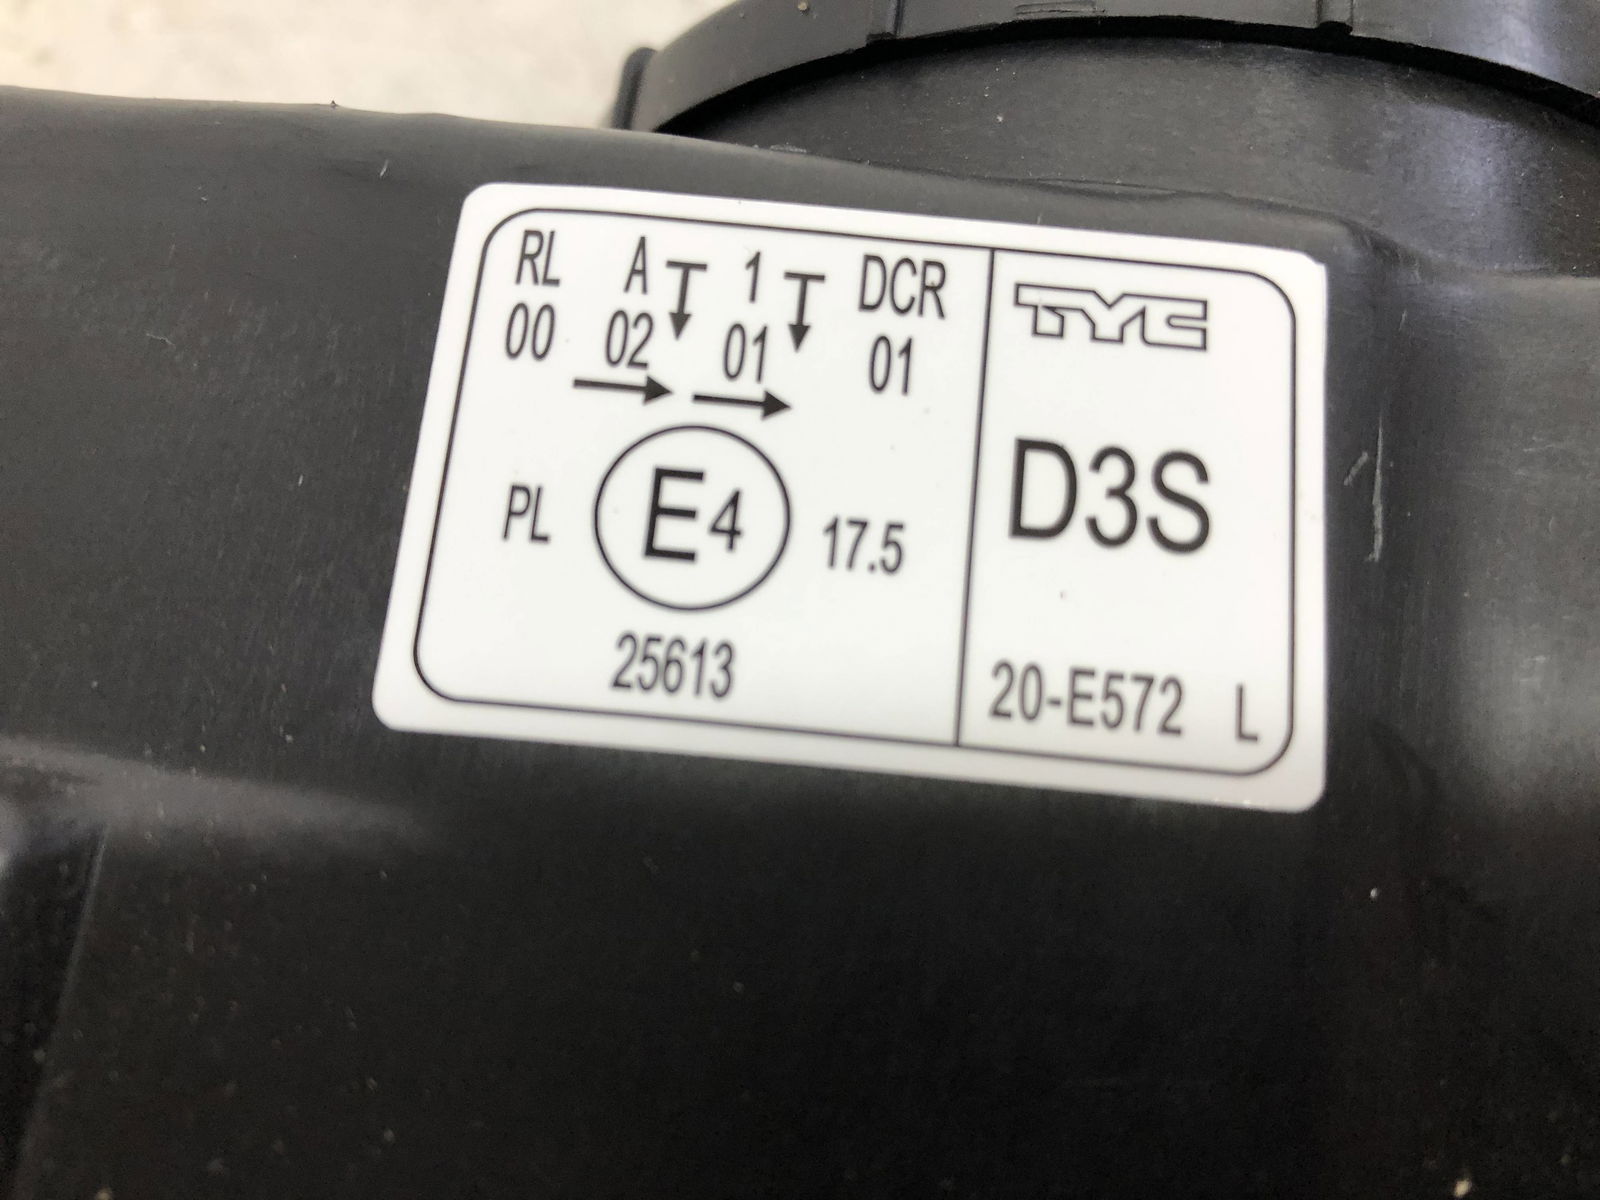 RL A 1 DCR
00 02 01 01
PL E4 17.5
25613
TYC
D3S
20-E572 L